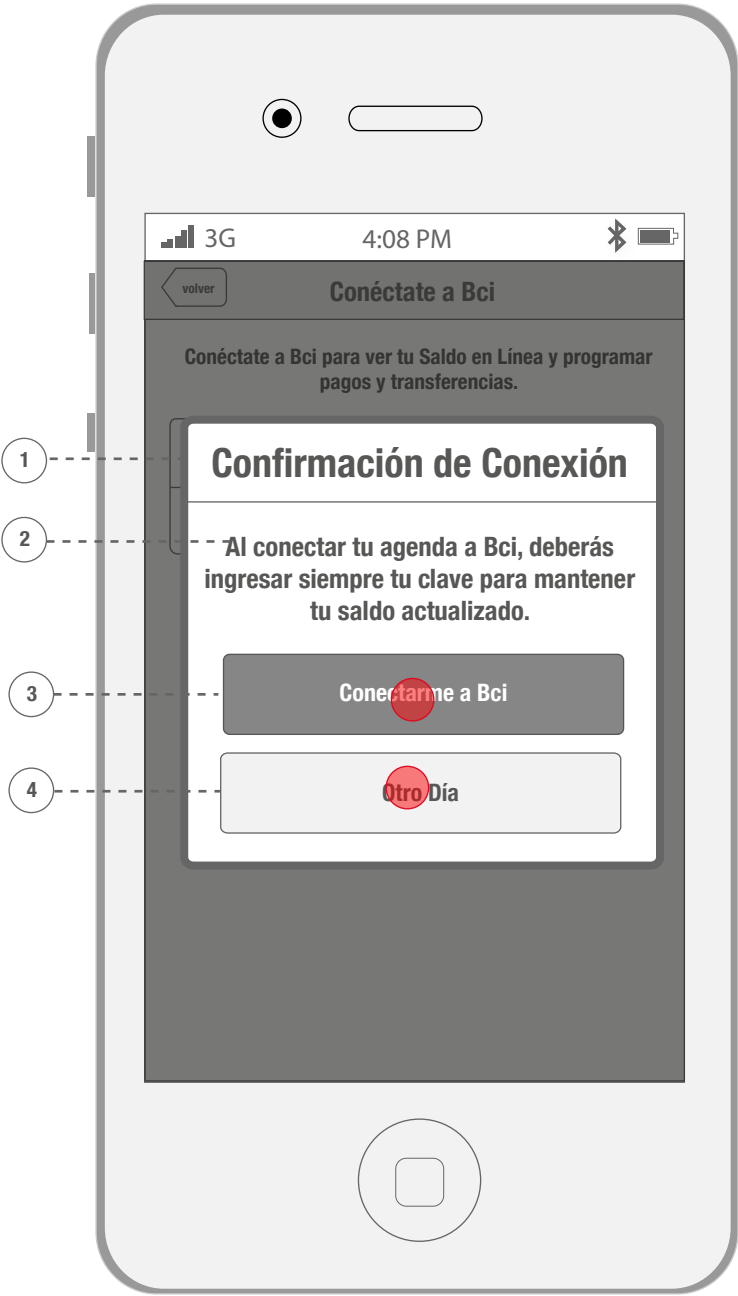 3G 4:08 PM
volver Conéctate a Bci
Conéctate a Bci para ver tu Saldo en Línea y programar
pagos y transferencias.
1
Confirmación de Conexión
2
Al conectar tu agenda a Bci, deberás
ingresar siempre tu clave para mantener
tu saldo actualizado.
3
Conectarme a Bci
4
Otro Día